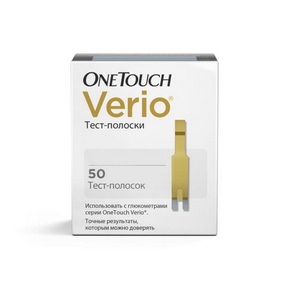 ONETOUCH
Verio®
Тест-полоски
50
Тест-полосок
Использовать с глюкометрами
серии OneTouch Verio®.
Точные результаты,
которым можно доверять